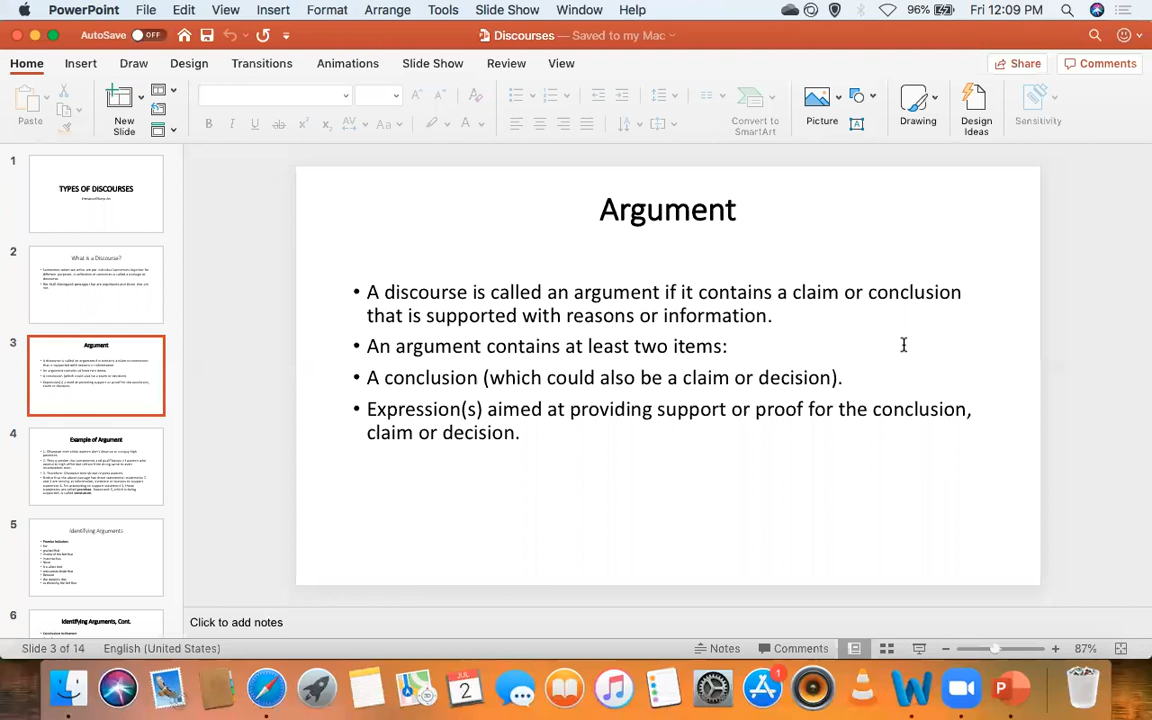 PowerPoint File Edit View Insert Format Arrange Tools Slide Show Window Help 96% Fri 12:09 PM
AutoSave OFF Discourses — Saved to my Mac
Home Insert Draw Design Transitions Animations Slide Show Review View Share Comments
Paste New Slide Convert to SmartArt Picture Drawing Design Ideas Sensitivity
1
TYPES OF DISCOURSES
2
What is a Discourse?
3
Argument
4
Example of Argument
5
Identifying Arguments
6
Identifying Arguments, Cont.
Argument
• A discourse is called an argument if it contains a claim or conclusion
that is supported with reasons or information.
• An argument contains at least two items:
• A conclusion (which could also be a claim or decision).
• Expression(s) aimed at providing support or proof for the conclusion,
claim or decision.
Click to add notes
Slide 3 of 14 English (United States) Notes Comments 87%
JUL
2
1